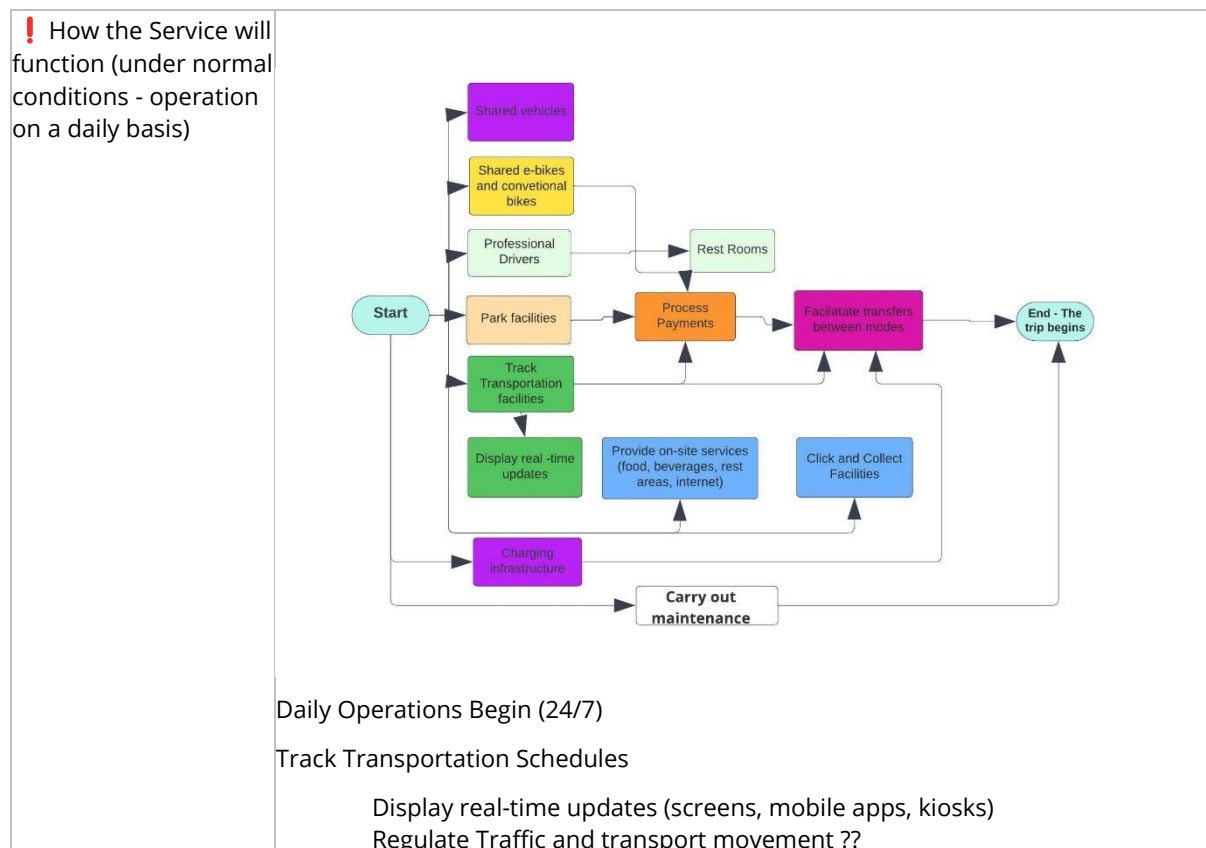 ❗ How the Service will
function (under normal
conditions - operation
on a daily basis)
Shared vehicles
Shared e-bikes
and convetional
bikes
Professional
Drivers
Rest Rooms
Start
Park facilities
Process
Payments
Facilatate transfers
between modes
End - The
trip begins
Track
Transportation
facilities
Display real -time
updates
Provide on-site services
(food, beverages, rest
areas, internet)
Click and Collect
Facilities
Charging
infrastructure
Carry out
maintenance
Daily Operations Begin (24/7)
Track Transportation Schedules
Display real-time updates (screens, mobile apps, kiosks)
Regulate Traffic and transport movement ??